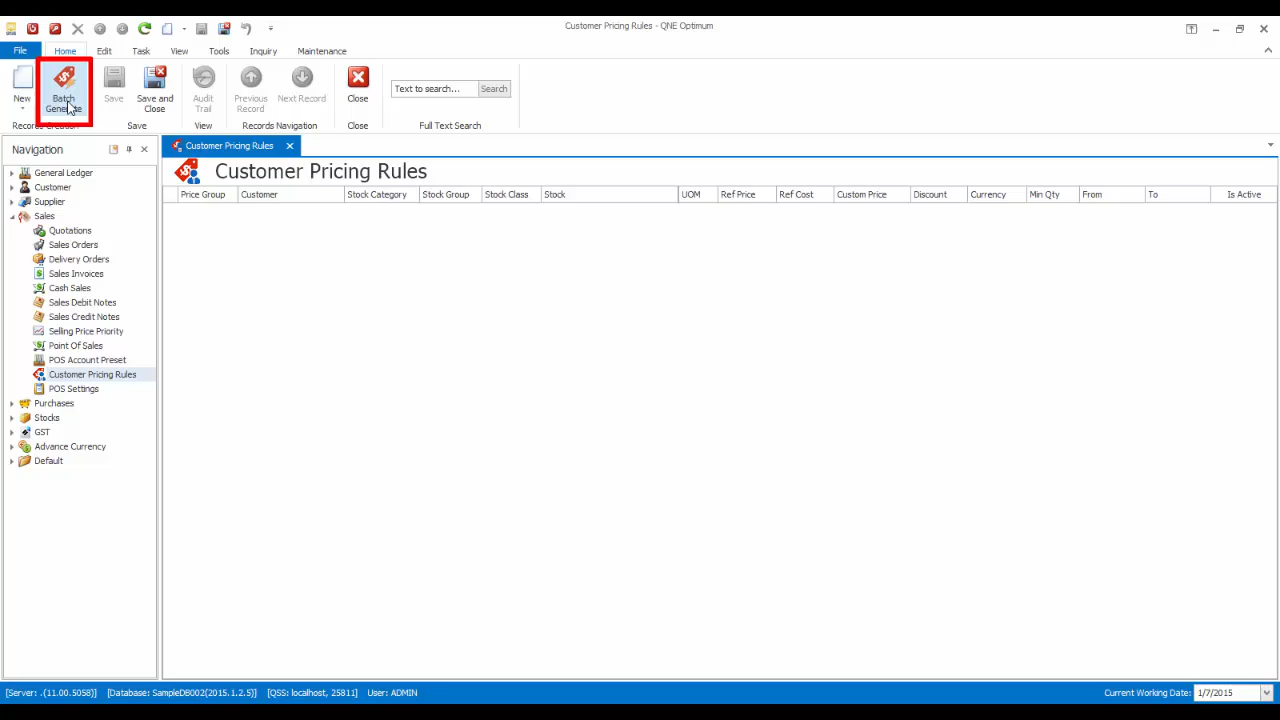 Customer Pricing Rules - QNE Optimum
File Home Edit Task View Tools Inquiry Maintenance
New
Batch
Generate
Save
Save and
Close
Audit
Trail
Previous
Record
Next Record
Close
Text to search... Search
Records Creation Save View Records Navigation Close Full Text Search
Navigation
General Ledger
Customer
Supplier
Sales
Quotations
Sales Orders
Delivery Orders
Sales Invoices
Cash Sales
Sales Debit Notes
Sales Credit Notes
Selling Price Priority
Point Of Sales
POS Account Preset
Customer Pricing Rules
POS Settings
Purchases
Stocks
GST
Advance Currency
Default
Customer Pricing Rules
Customer Pricing Rules
Price Group Customer Stock Category Stock Group Stock Class Stock UOM Ref Price Ref Cost Custom Price Discount Currency Min Qty From To Is Active
[Server: .(11.00.5058)] [Database: SampleDB002(2015.1.2.5)] [QSS: localhost, 25811] User: ADMIN Current Working Date: 1/7/2015